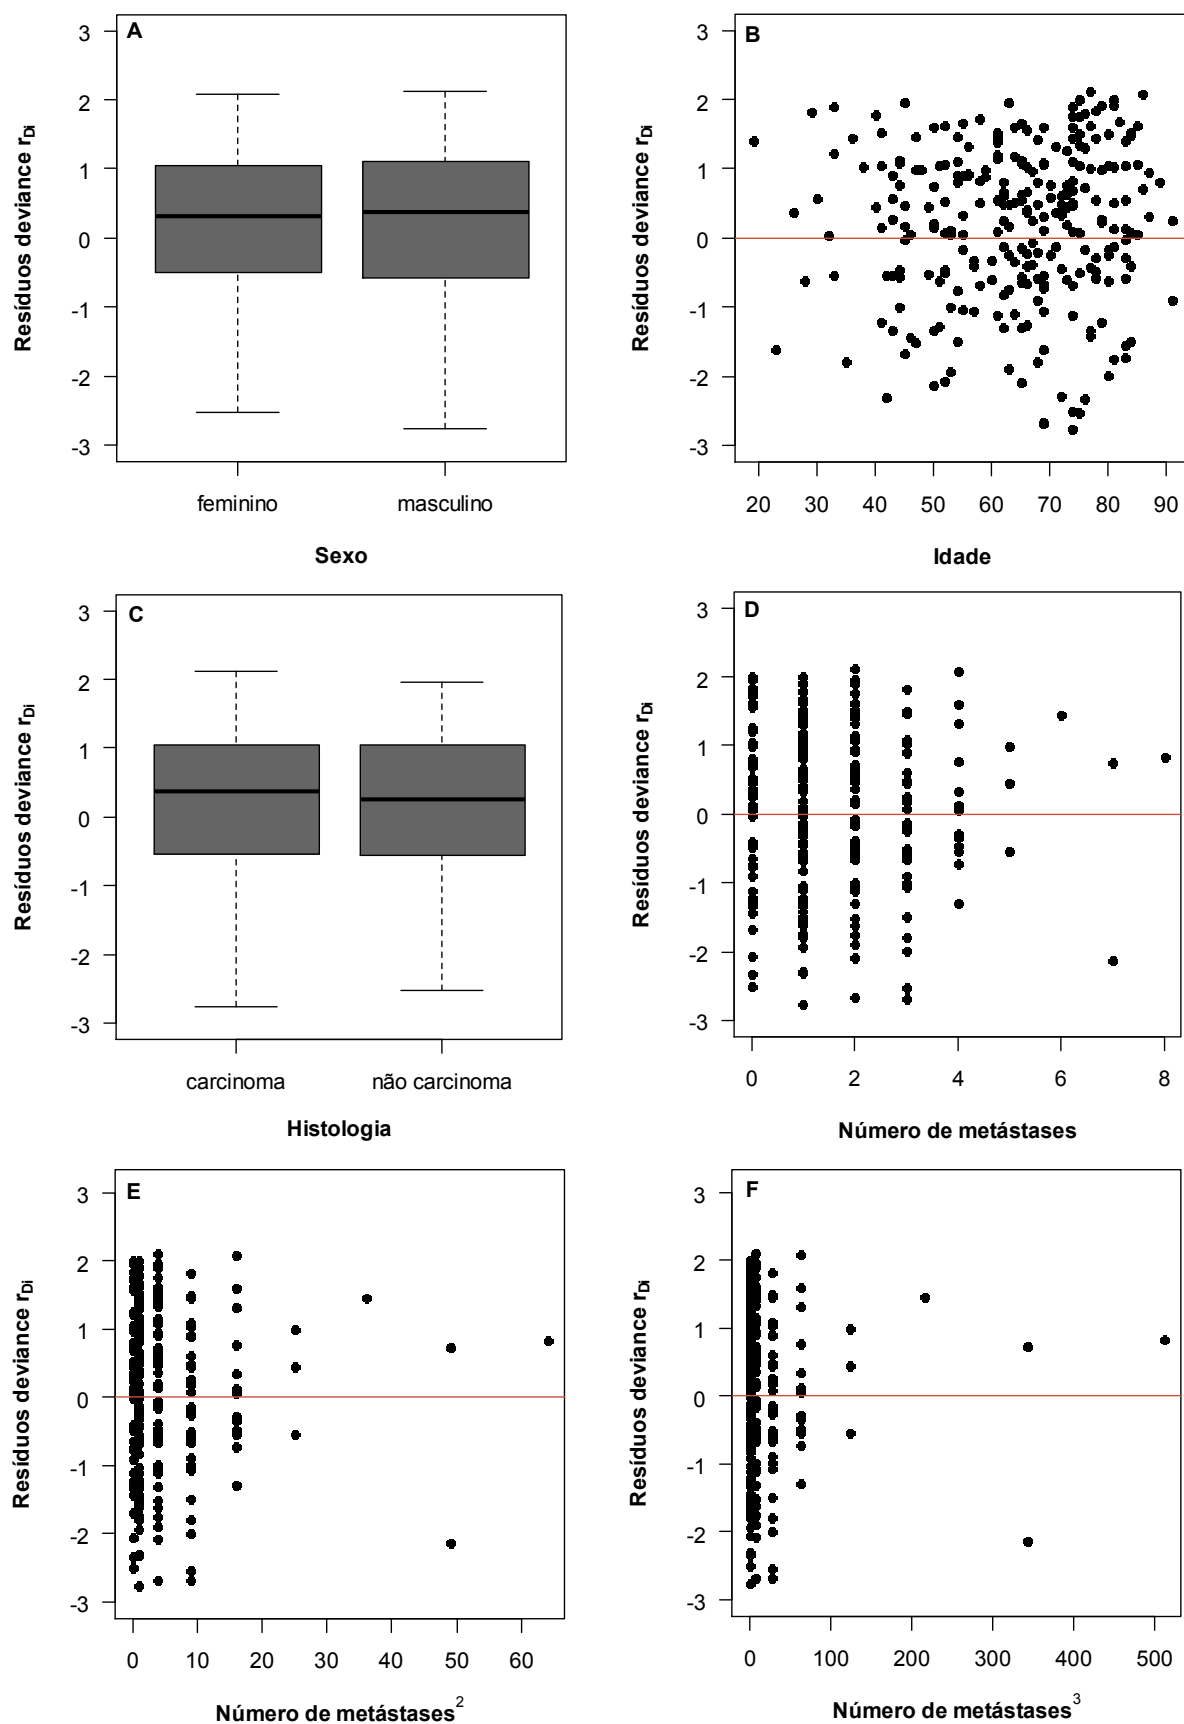 A
Resíduos deviance rDi
3
2
1
0
-1
-2
-3
feminino masculino
Sexo
B
Resíduos deviance rDi
3
2
1
0
-1
-2
-3
20 30 40 50 60 70 80 90
Idade
C
Resíduos deviance rDi
3
2
1
0
-1
-2
-3
carcinoma não carcinoma
Histologia
D
Resíduos deviance rDi
3
2
1
0
-1
-2
-3
0 2 4 6 8
Número de metástases
E
Resíduos deviance rDi
3
2
1
0
-1
-2
-3
0 10 20 30 40 50 60
Número de metástases²
F
Resíduos deviance rDi
3
2
1
0
-1
-2
-3
0 100 200 300 400 500
Número de metástases³